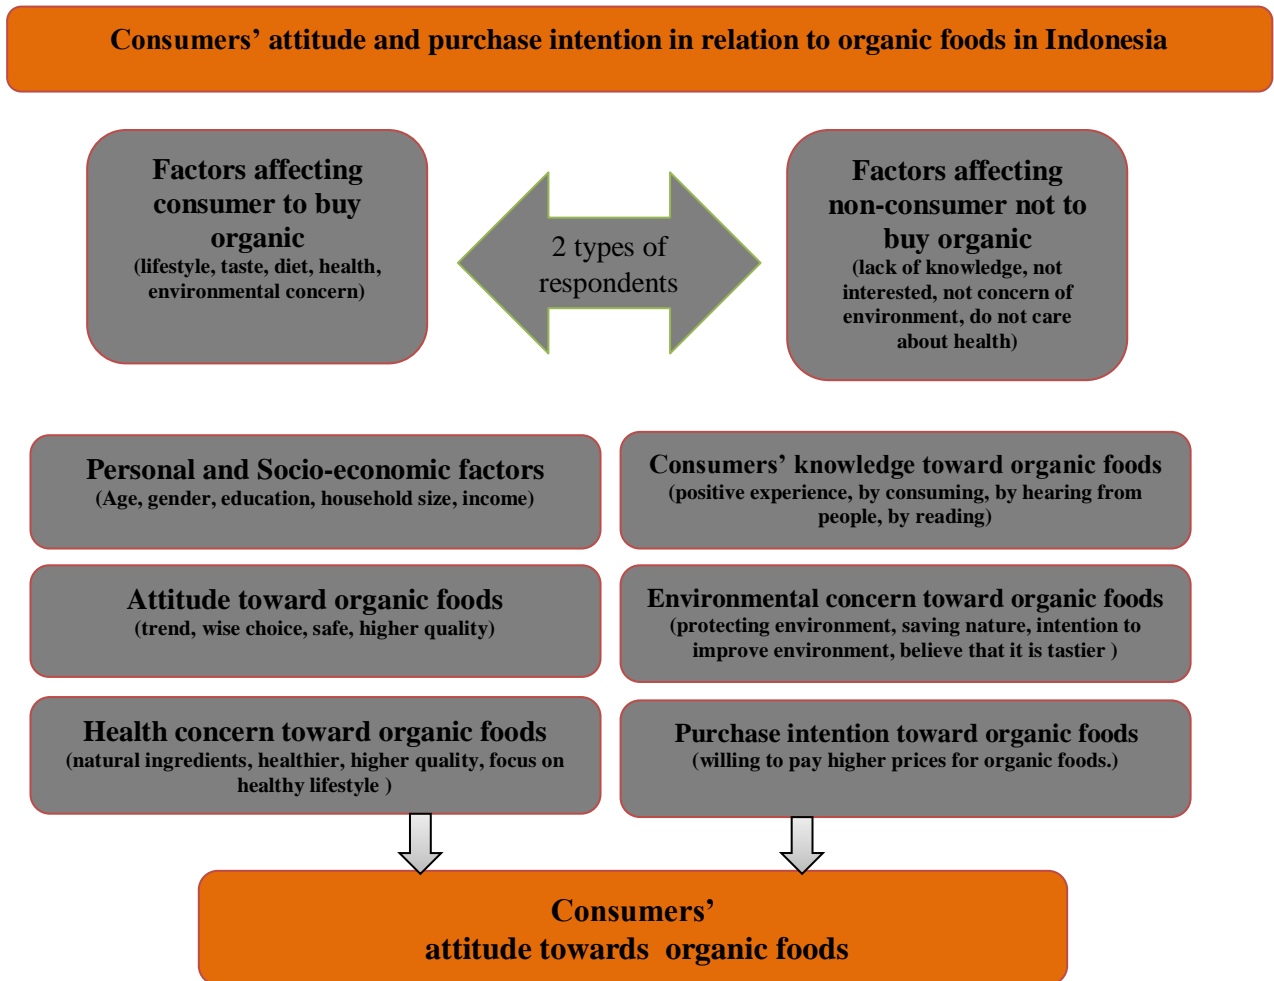 Consumers’ attitude and purchase intention in relation to organic foods in Indonesia
Factors affecting
consumer to buy
organic
(lifestyle, taste, diet, health,
environmental concern)
2 types of
respondents
Factors affecting
non-consumer not to
buy organic
(lack of knowledge, not
interested, not concern of
environment, do not care
about health)
Personal and Socio-economic factors
(Age, gender, education, household size, income)
Consumers’ knowledge toward organic foods
(positive experience, by consuming, by hearing from
people, by reading)
Attitude toward organic foods
(trend, wise choice, safe, higher quality)
Environmental concern toward organic foods
(protecting environment, saving nature, intention to
improve environment, believe that it is tastier )
Health concern toward organic foods
(natural ingredients, healthier, higher quality, focus on
healthy lifestyle )
Purchase intention toward organic foods
(willing to pay higher prices for organic foods.)
Consumers’
attitude towards organic foods